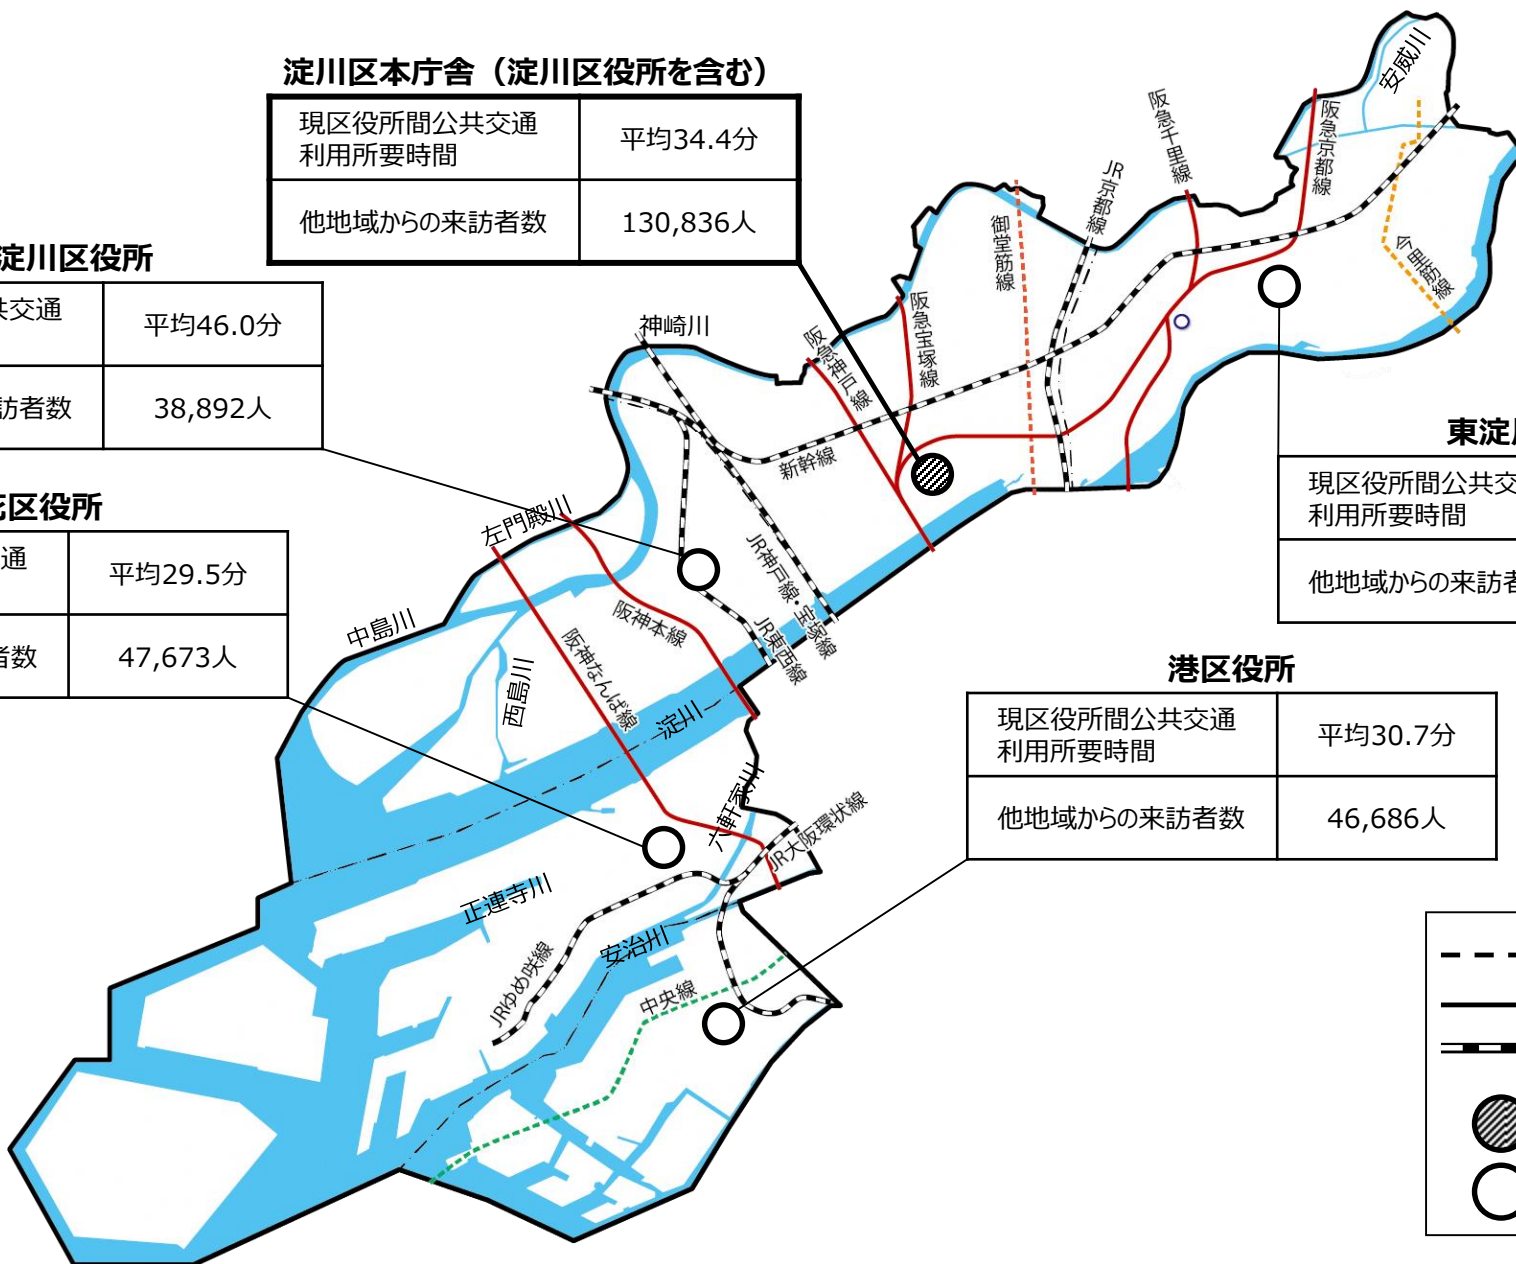 淀川区本庁舎（淀川区役所を含む）
現区役所間公共交通
利用所要時間
平均34.4分
他地域からの来訪者数
130,836人
淀川区役所
共交通
平均46.0分
訪者数
38,892人
花区役所
通
平均29.5分
者数
47,673人
東淀川
現区役所間公共交
利用所要時間
他地域からの来訪者
港区役所
現区役所間公共交通
利用所要時間
平均30.7分
他地域からの来訪者数
46,686人
安威川
阪急京都線
阪急千里線
JR京都線
御堂筋線
今里筋線
阪急宝塚線
阪急神戸線
神崎川
新幹線
左門殿川
中島川
西島川
阪神本線
阪神なんば線
JR神戸線・宝塚線
JR東西線
淀川
六軒家川
JR大阪環状線
正連寺川
安治川
JRゆめ咲線
中央線